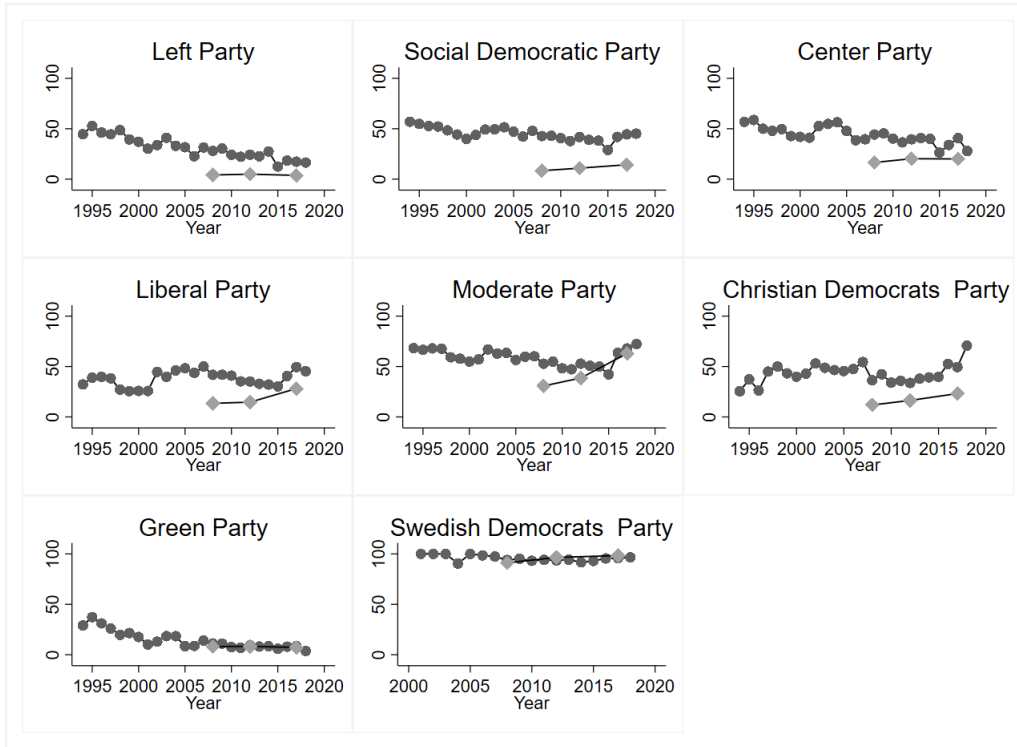 Left Party
100
50
0
1995 2000 2005 2010 2015 2020
Year
Social Democratic Party
100
50
0
1995 2000 2005 2010 2015 2020
Year
Center Party
100
50
0
1995 2000 2005 2010 2015 2020
Year
Liberal Party
100
50
0
1995 2000 2005 2010 2015 2020
Year
Moderate Party
100
50
0
1995 2000 2005 2010 2015 2020
Year
Christian Democrats  Party
100
50
0
1995 2000 2005 2010 2015 2020
Year
Green Party
100
50
0
1995 2000 2005 2010 2015 2020
Year
Swedish Democrats  Party
100
50
0
2000 2005 2010 2015 2020
Year